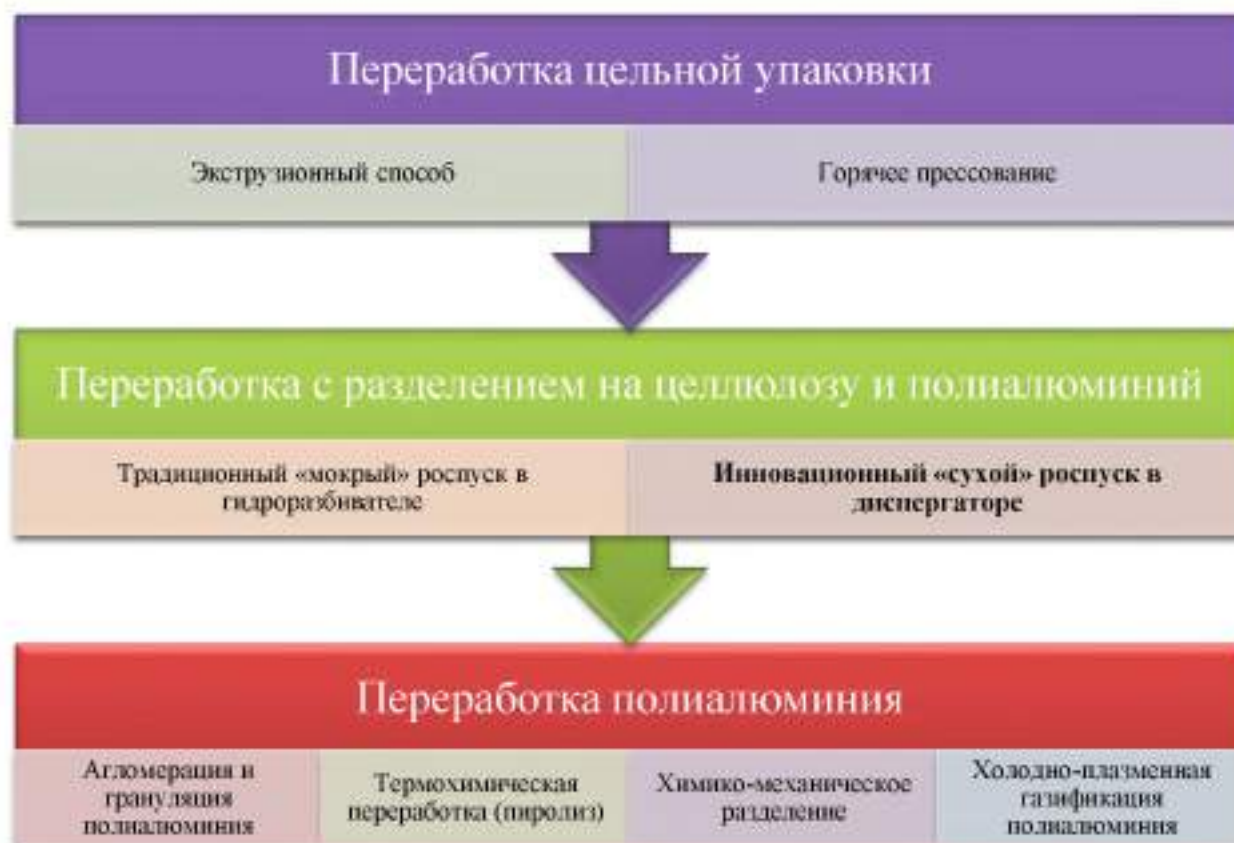 Переработка цельной упаковки
Экструзионный способ
Горячее прессование
Переработка с разделением на целлюлозу и полиалюминий
Традиционный «мокрый» роспуск в
гидроразбивателе
Инновационный «сухой» роспуск в
диспергаторе
Переработка полиалюминия
Агломерация и
грануляция
полиалюминия
Термохимическая
переработка (пиролиз)
Химико-механическое
разделение
Холодно-плазменная
газификация
полиалюминия